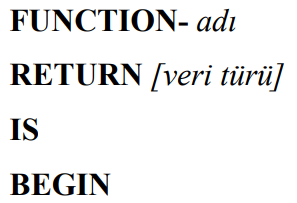 FUNCTION- adı
RETURN [veri türü]
IS
BEGIN